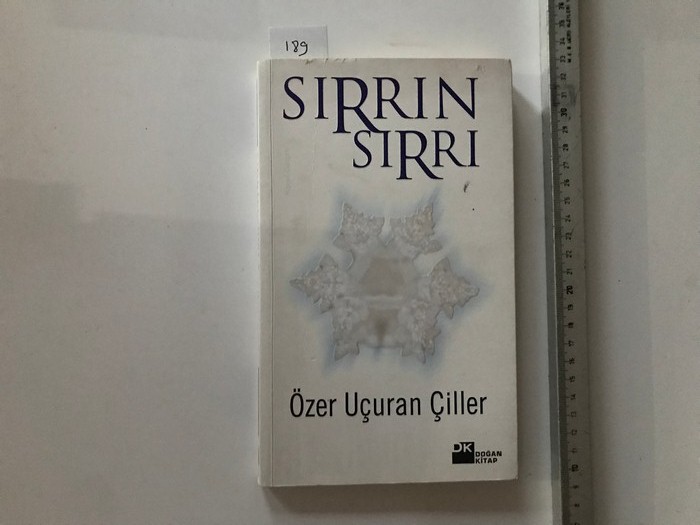 189
SIRRIN
SIRRI
Özer Uçuran Çiller
DK
DOĞAN
KİTAP